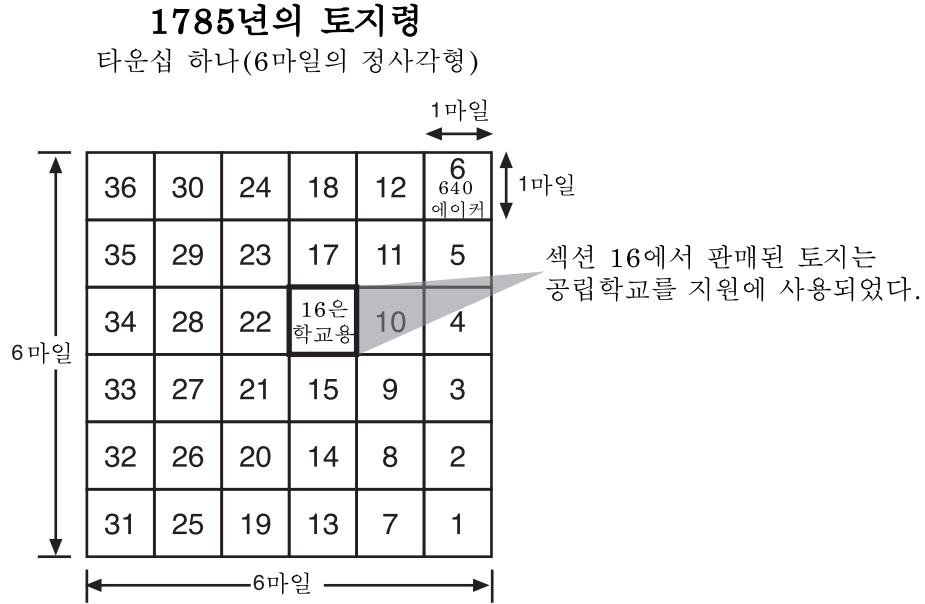 1785년의 토지령
타운십 하나(6마일의 정사각형)
1마일
36 30 24 18 12 6
640
에이커
1마일
35 29 23 17 11 5
섹션 16에서 판매된 토지는
공립학교를 지원에 사용되었다.
34 28 22 16은 10 4
학교용
6마일
33 27 21 15 9 3
32 26 20 14 8 2
31 25 19 13 7 1
6마일